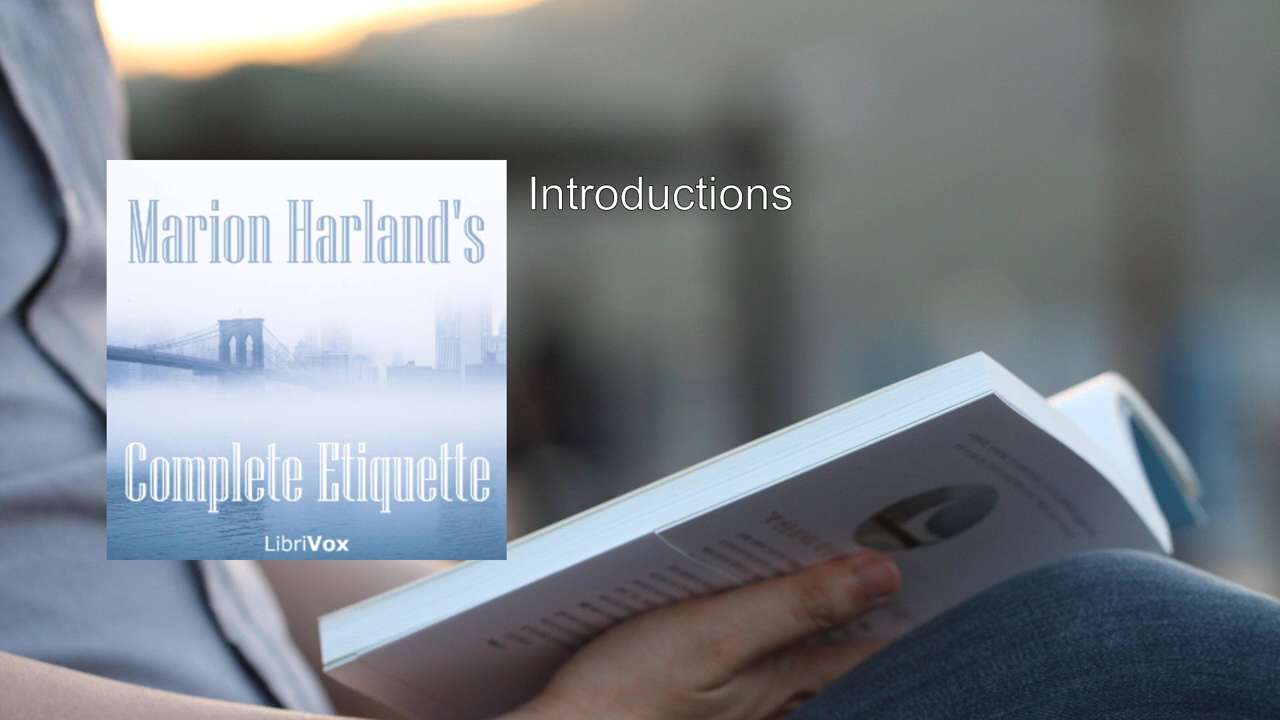 Marion Harland's
Complete Etiquette
LibriVox
Introductions